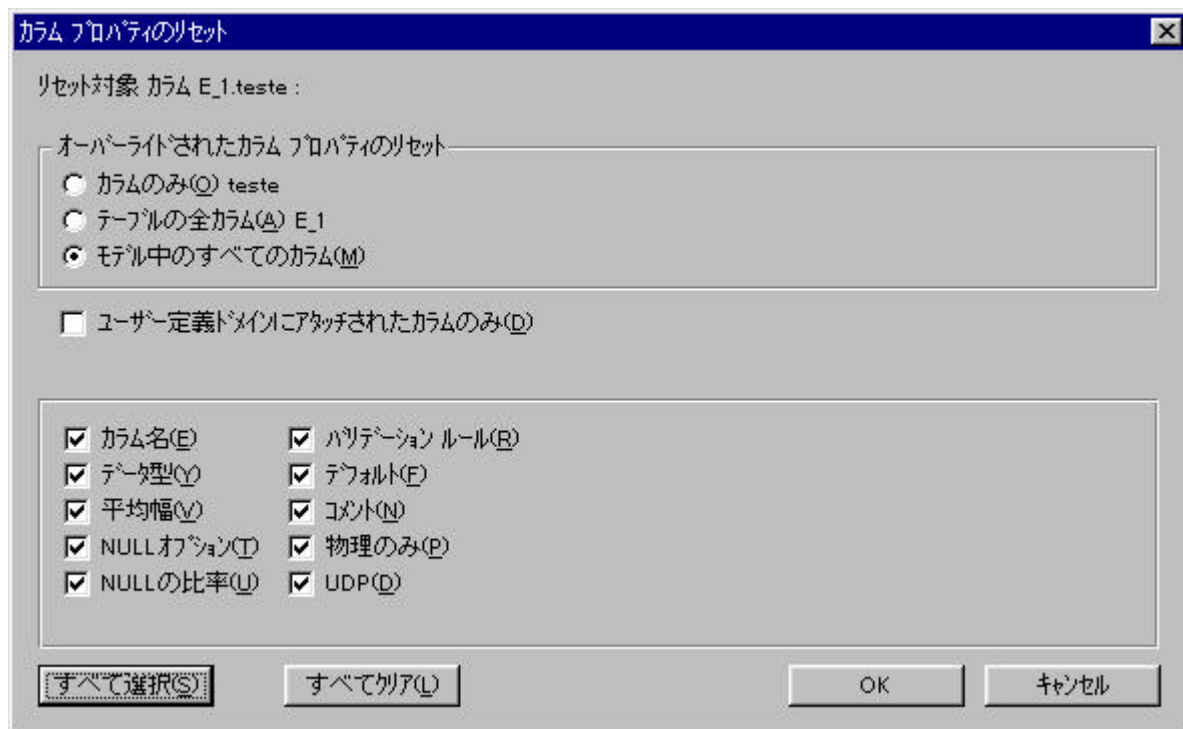 カラム プロパティのリセット
リセット対象 カラム E_1.teste :
オーバーライドされたカラム プロパティのリセット
カラムのみ(O) teste
テーブルの全カラム(A) E_1
モデル中のすべてのカラム(M)
ユーザー定義ドメインにアタッチされたカラムのみ(D)
カラム名(E) バリデーション ルール(R)
データ型(Y) デフォルト(F)
平均幅(V) コメント(N)
NULLオプション(T) 物理のみ(P)
NULLの比率(U) UDP(D)
すべて選択(S) すべてクリア(L) OK キャンセル